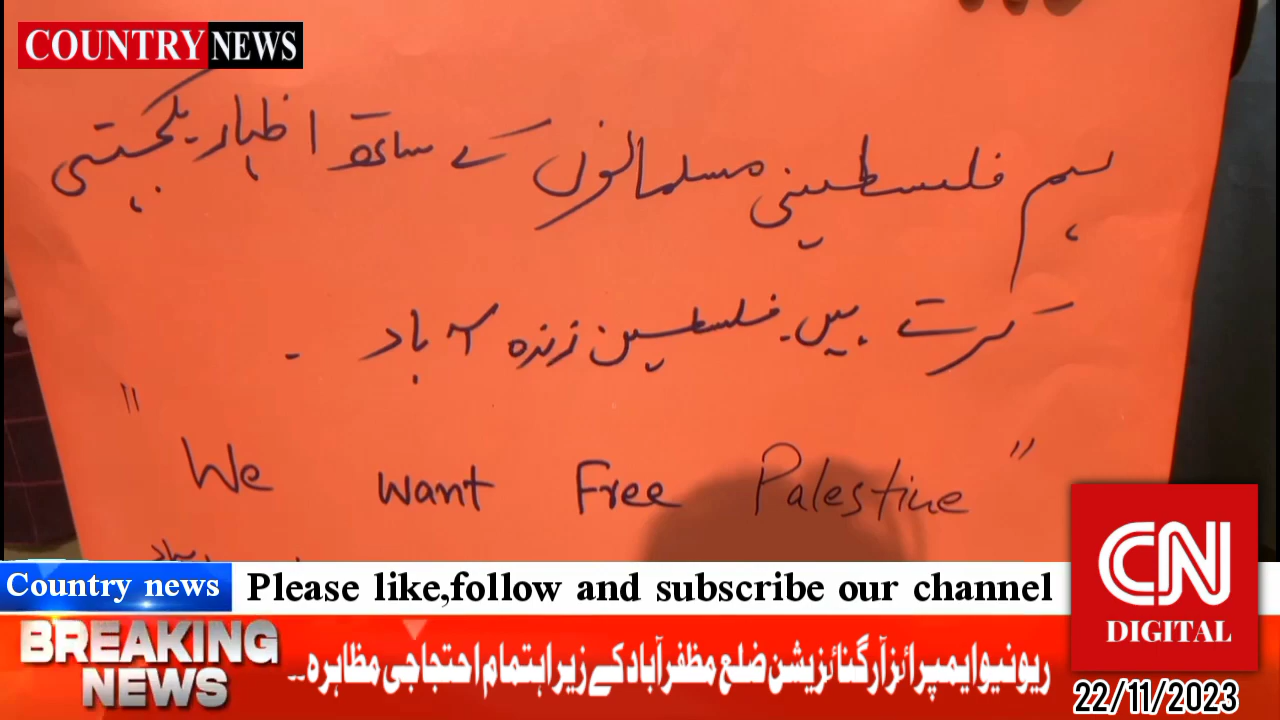 COUNTRY NEWS
ہم فلسطینی مسلمانوں کے ساتھ اظہار یکجہتی
کرتے ہیں۔ فلسطین زندہ باد ۔
"We want Free Palestine"
Country news
Please like,follow and subscribe our channel
CN
DIGITAL
BREAKING
NEWS
ریونیو ایمپرائز آرگنائزیشن ضلع مظفرآباد کے زیر اہتمام احتجاجی مظاہرہ...
22/11/2023